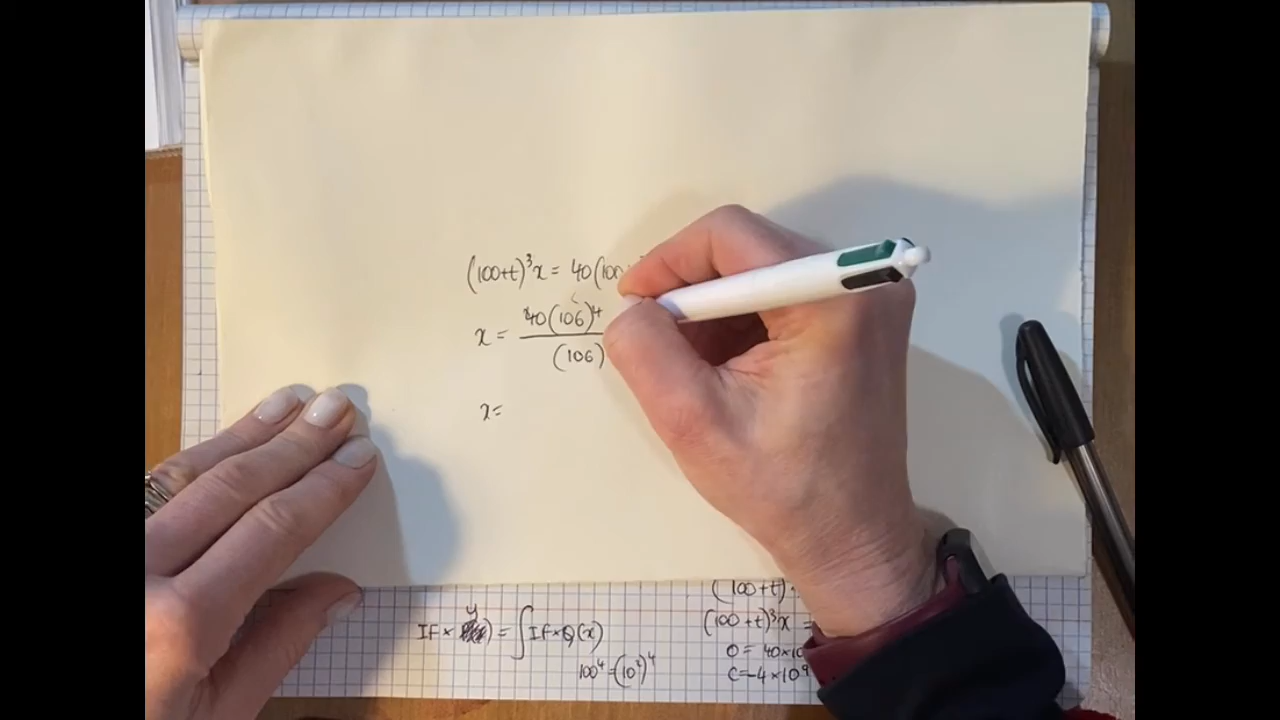 (100+t)³x = 40(100
x = 40(106)⁴
(106)
x =
(100+t)
IF × y = ∫ IF × Q(x)
(100+t)³x =
0 = 40×10
100⁴ = (10²)⁴
C = -4×10⁹